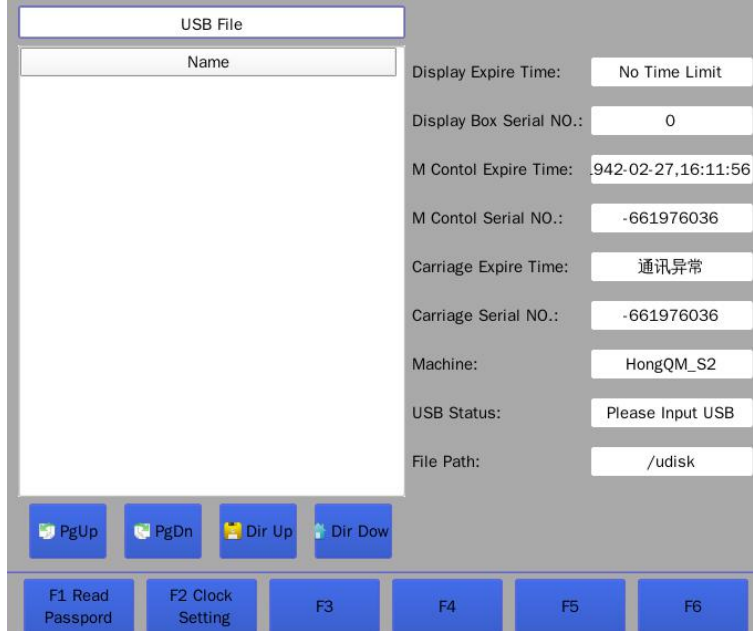 USB File
Name
Display Expire Time: No Time Limit
Display Box Serial NO.: 0
M Contol Expire Time: 1942-02-27,16:11:56
M Contol Serial NO.: -661976036
Carriage Expire Time: 通讯异常
Carriage Serial NO.: -661976036
Machine: HongQM_S2
USB Status: Please Input USB
File Path: /udisk
PgUp PgDn Dir Up Dir Dow
F1 Read Passpord F2 Clock Setting F3 F4 F5 F6